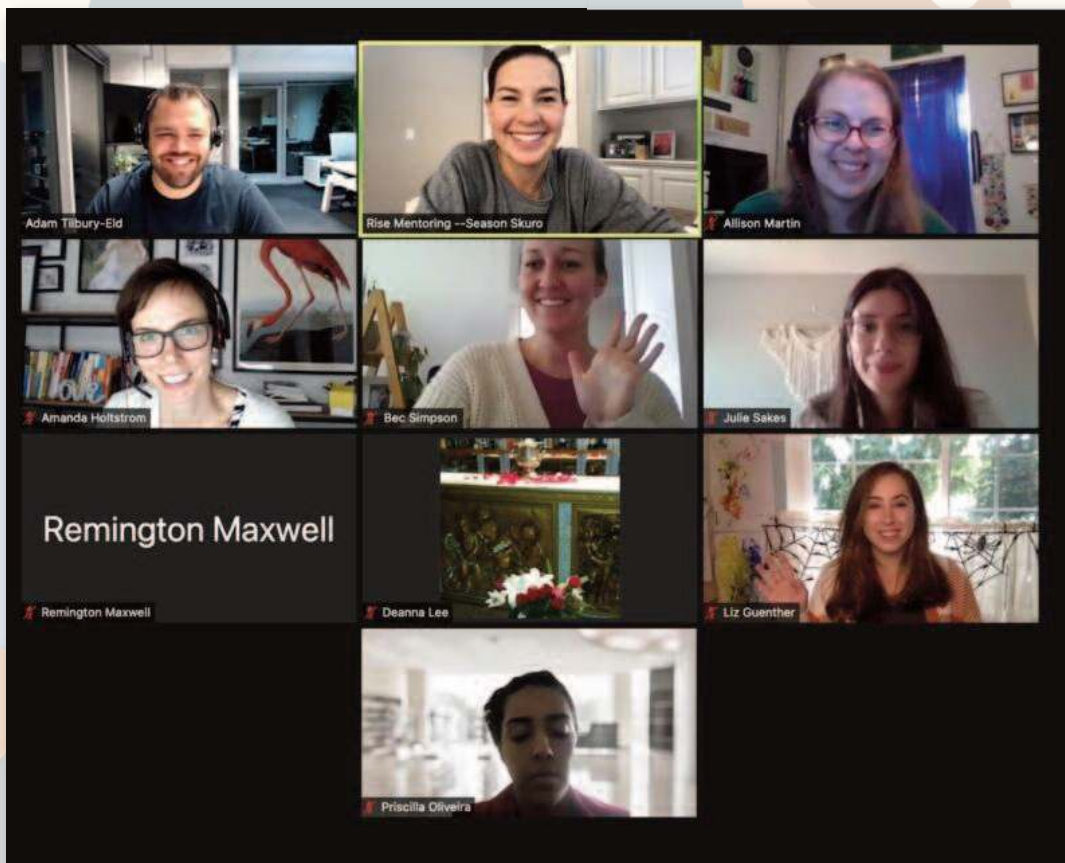 Adam Tilbury-Eld
Rise Mentoring --Season Skuro
Allison Martin
love
Amanda Holtstrom
Bec Simpson
Julie Sakes
Remington Maxwell
Remington Maxwell
Deanna Lee
Liz Guenther
Priscilla Oliveira